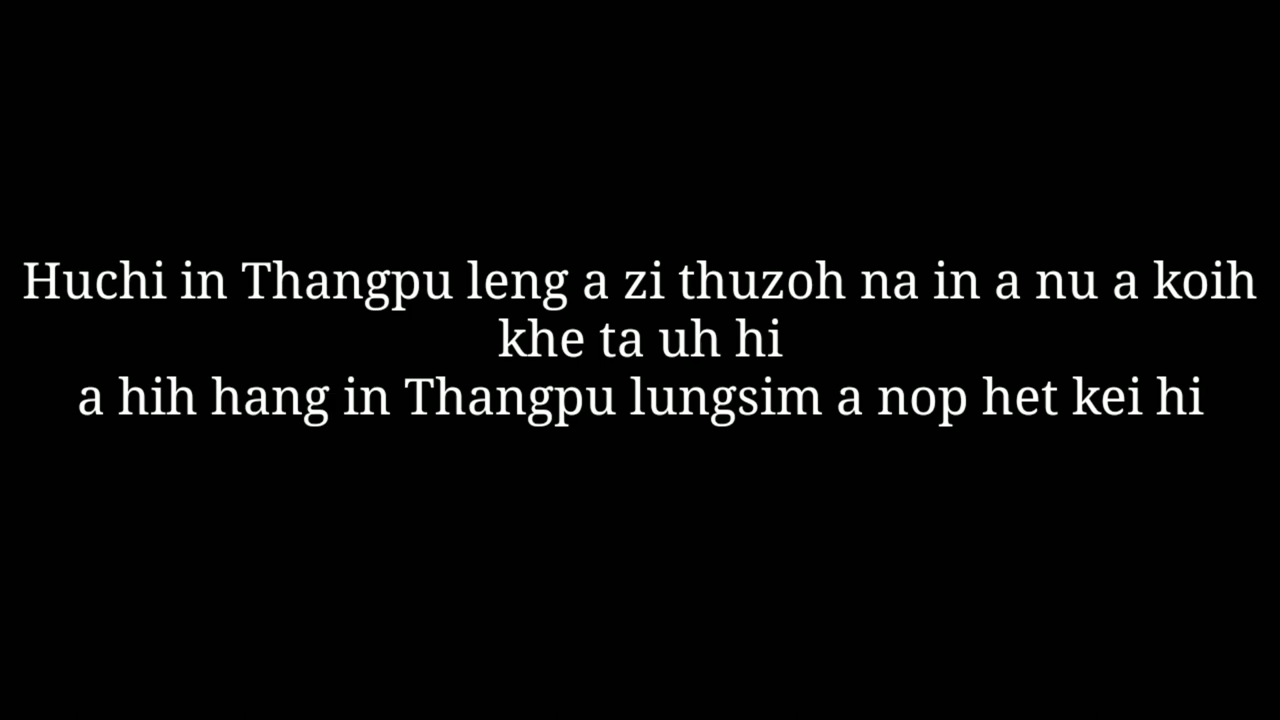 Huchi in Thangpu leng a zi thuzoh na in a nu a koih
khe ta uh hi
a hih hang in Thangpu lungsim a nop het kei hi